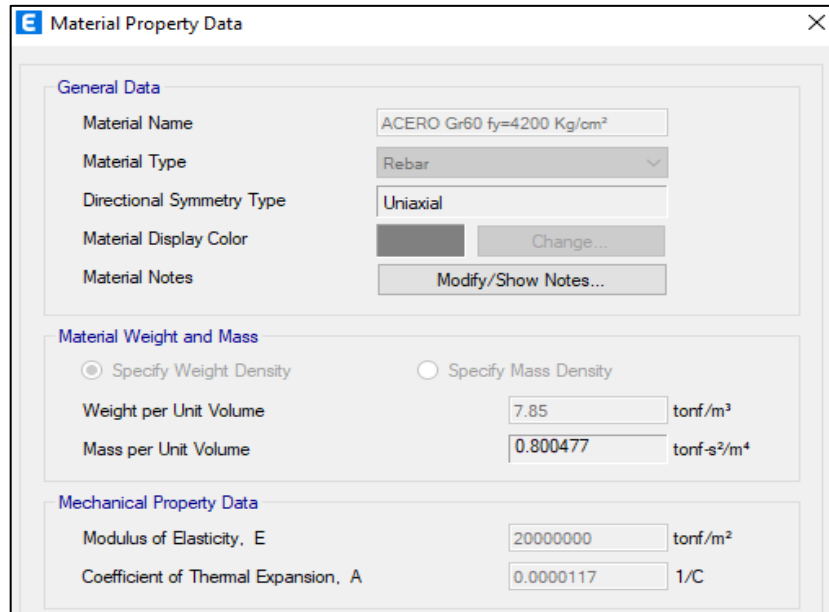 E Material Property Data
General Data
Material Name ACERO Gr60 fy=4200 Kg/cm²
Material Type Rebar
Directional Symmetry Type Uniaxial
Material Display Color Change...
Material Notes Modify/Show Notes...
Material Weight and Mass
Specify Weight Density Specify Mass Density
Weight per Unit Volume 7.85 tonf/m³
Mass per Unit Volume 0.800477 tonf-s²/m⁴
Mechanical Property Data
Modulus of Elasticity, E 20000000 tonf/m²
Coefficient of Thermal Expansion, A 0.0000117 1/C